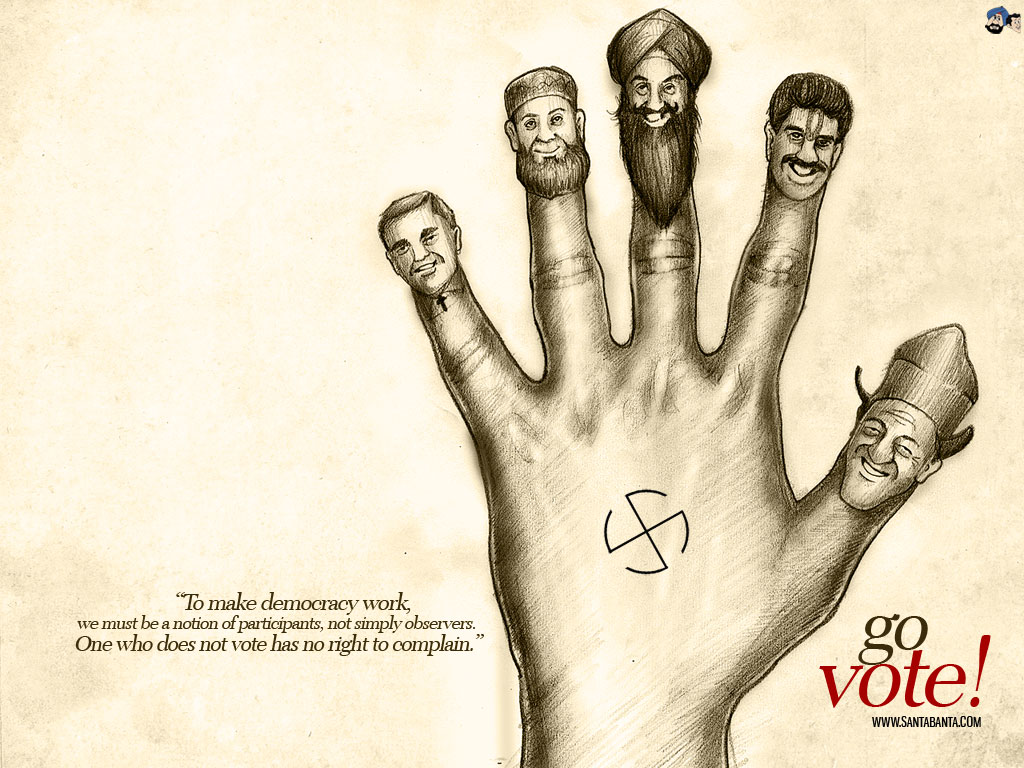 “To make democracy work,
we must be a notion of participants, not simply observers.
One who does not vote has no right to complain.”
go
vote!
www.SantaBanta.com